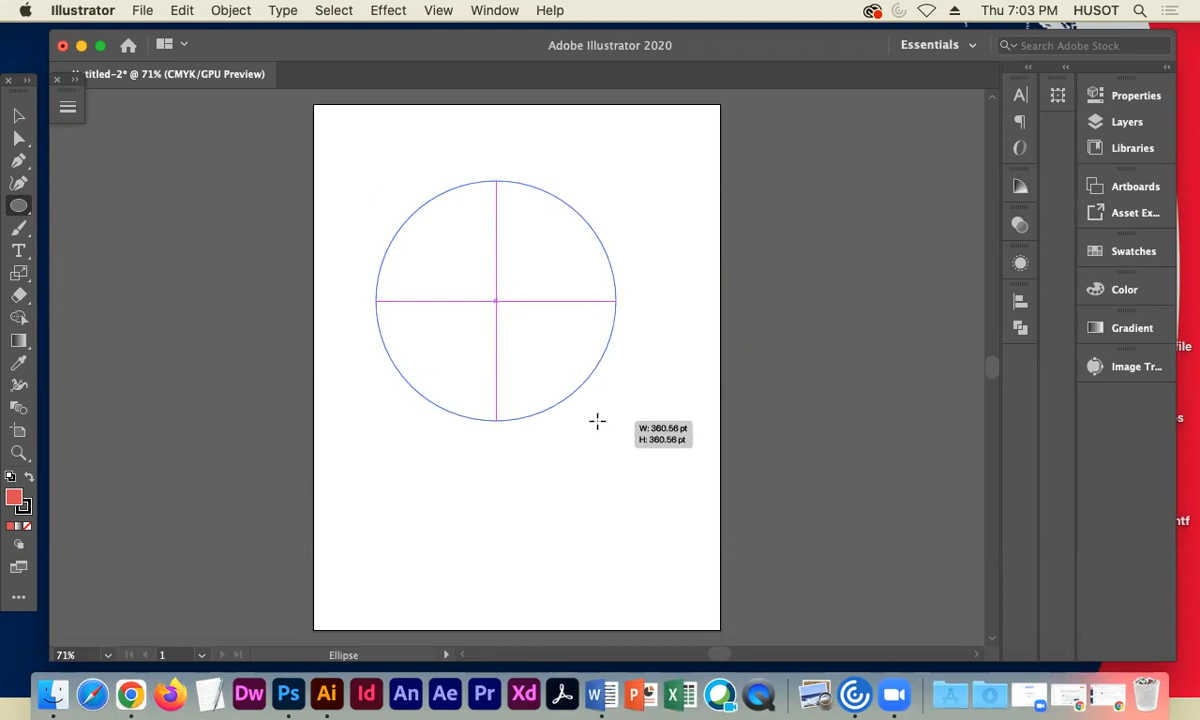 Illustrator File Edit Object Type Select Effect View Window Help Thu 7:03 PM HUSOT
Adobe Illustrator 2020
Essentials
Search Adobe Stock
titled-2* @ 71% (CMYK/GPU Preview)
Properties
Layers
Libraries
Artboards
Asset Ex...
Swatches
Color
Gradient
Image Tr...
file
s
ntf
W: 360.56 pt
H: 360.56 pt
71% 1 Ellipse
Dw Ps Ai Id An Ae Pr Xd W P X